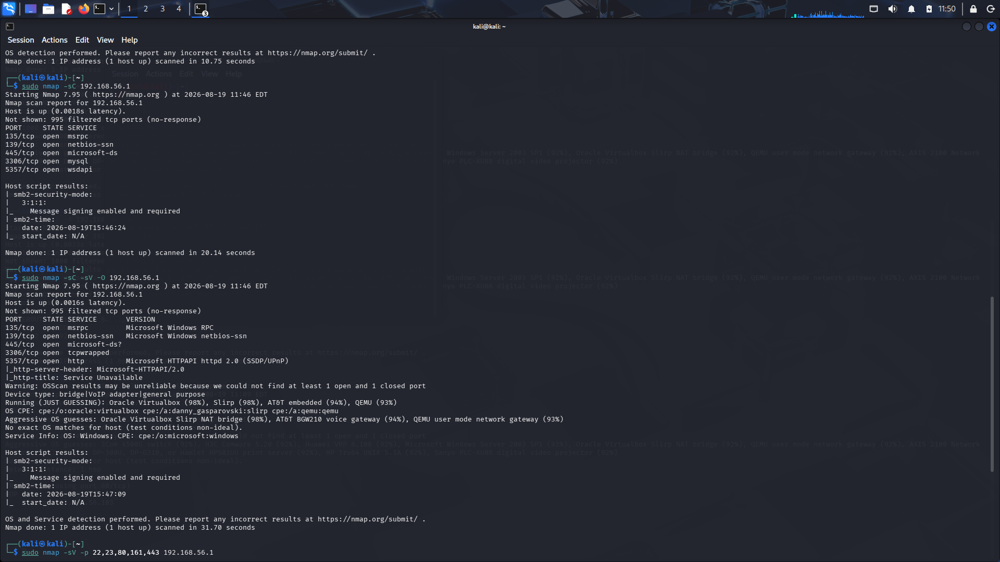 1 2 3 4 3 11:50
kali@kali: ~
Session Actions Edit View Help
OS detection performed. Please report any incorrect results at https://nmap.org/submit/ .
Nmap done: 1 IP address (1 host up) scanned in 10.75 seconds
┌──(kali㉿kali)-[~]
└─$ sudo nmap -sC 192.168.56.1
Starting Nmap 7.95 ( https://nmap.org ) at 2026-08-19 11:46 EDT
Nmap scan report for 192.168.56.1
Host is up (0.0018s latency).
Not shown: 995 filtered tcp ports (no-response)
PORT     STATE SERVICE
135/tcp  open  msrpc
139/tcp  open  netbios-ssn
445/tcp  open  microsoft-ds
3306/tcp open  mysql
5357/tcp open  wsdapi
Host script results:
| smb2-security-mode:
|   3:1:1:
|_    Message signing enabled and required
| smb2-time:
|   date: 2026-08-19T15:46:24
|_  start_date: N/A
Nmap done: 1 IP address (1 host up) scanned in 20.14 seconds
┌──(kali㉿kali)-[~]
└─$ sudo nmap -sC -sV -O 192.168.56.1
Starting Nmap 7.95 ( https://nmap.org ) at 2026-08-19 11:46 EDT
Nmap scan report for 192.168.56.1
Host is up (0.0016s latency).
Not shown: 995 filtered tcp ports (no-response)
PORT     STATE SERVICE       VERSION
135/tcp  open  msrpc         Microsoft Windows RPC
139/tcp  open  netbios-ssn   Microsoft Windows netbios-ssn
445/tcp  open  microsoft-ds?
3306/tcp open  tcpwrapped
5357/tcp open  http          Microsoft HTTPAPI httpd 2.0 (SSDP/UPnP)
|_http-server-header: Microsoft-HTTPAPI/2.0
|_http-title: Service Unavailable
Warning: OSScan results may be unreliable because we could not find at least 1 open and 1 closed port
Device type: bridge|VoIP adapter|general purpose
Running (JUST GUESSING): Oracle Virtualbox (98%), Slirp (98%), AT&T embedded (94%), QEMU (93%)
OS CPE: cpe:/o:oracle:virtualbox cpe:/a:danny_gasparovski:slirp cpe:/a:qemu:qemu
Aggressive OS guesses: Oracle Virtualbox Slirp NAT bridge (98%), AT&T BGW210 voice gateway (94%), QEMU user mode network gateway (93%)
No exact OS matches for host (test conditions non-ideal).
Service Info: OS: Windows; CPE: cpe:/o:microsoft:windows
Host script results:
| smb2-security-mode:
|   3:1:1:
|_    Message signing enabled and required
| smb2-time:
|   date: 2026-08-19T15:47:09
|_  start_date: N/A
OS and Service detection performed. Please report any incorrect results at https://nmap.org/submit/ .
Nmap done: 1 IP address (1 host up) scanned in 31.70 seconds
┌──(kali㉿kali)-[~]
└─$ sudo nmap -sV -p 22,23,80,161,443 192.168.56.1